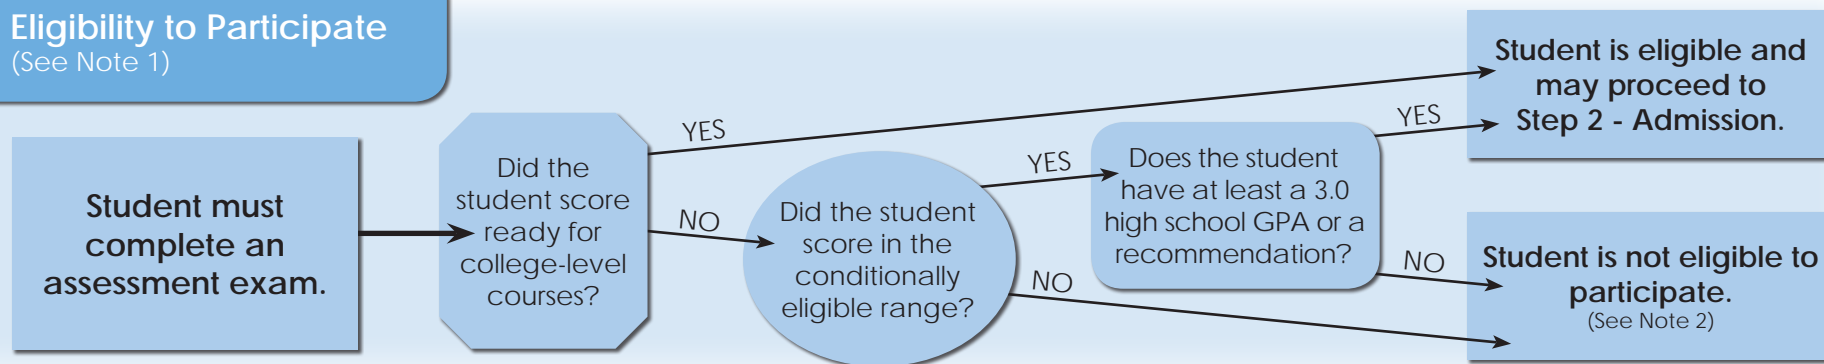 Eligibility to Participate
(See Note 1)
Student must
complete an
assessment exam.
Did the
student score
ready for
college-level
courses?
YES
NO
Did the student
score in the
conditionally
eligible range?
YES
NO
Does the student
have at least a 3.0
high school GPA or a
recommendation?
YES
NO
Student is eligible and
may proceed to
Step 2 - Admission.
Student is not eligible to
participate.
(See Note 2)